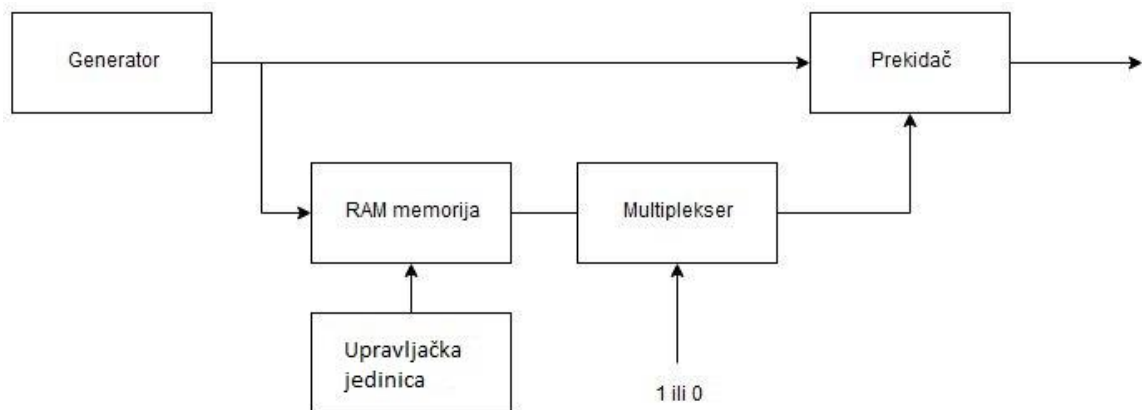 Generator
Prekidač
RAM memorija
Multiplekser
Upravljačka
jedinica
1 ili 0